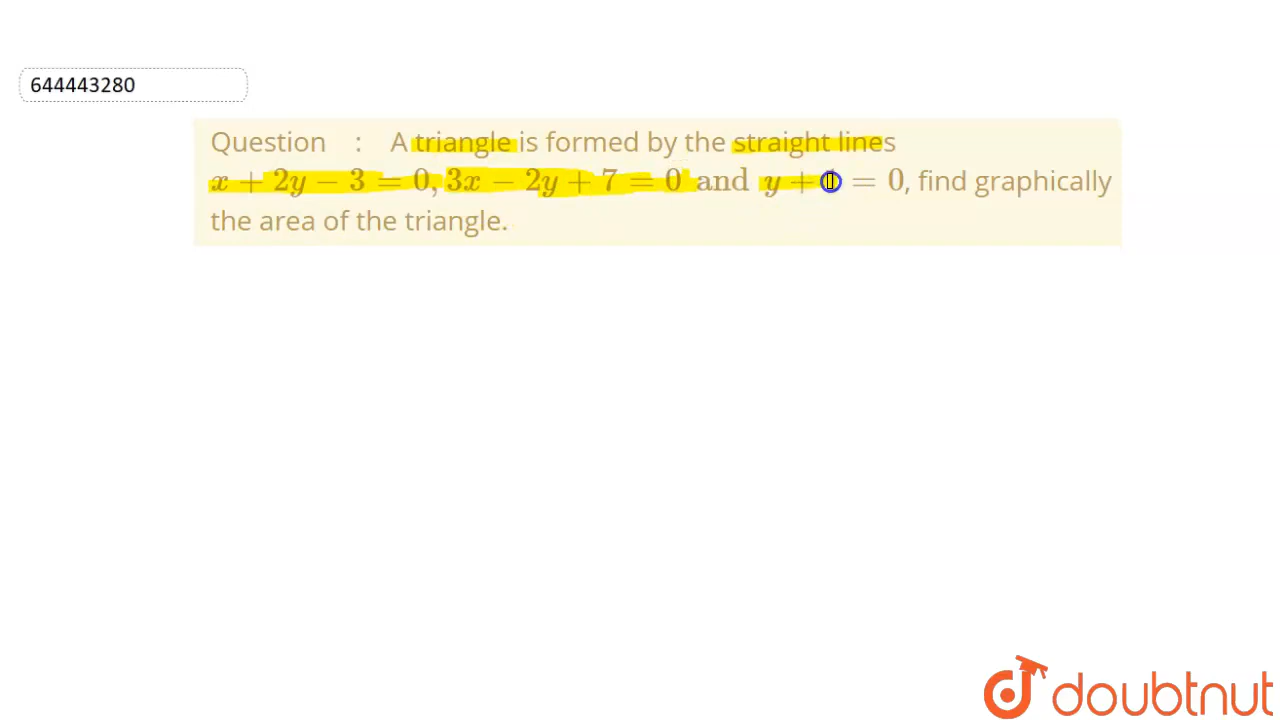 644443280
Question : A triangle is formed by the straight lines
x + 2y − 3 = 0, 3x − 2y + 7 = 0 and y + = 0, find graphically
the area of the triangle.
doubtnut